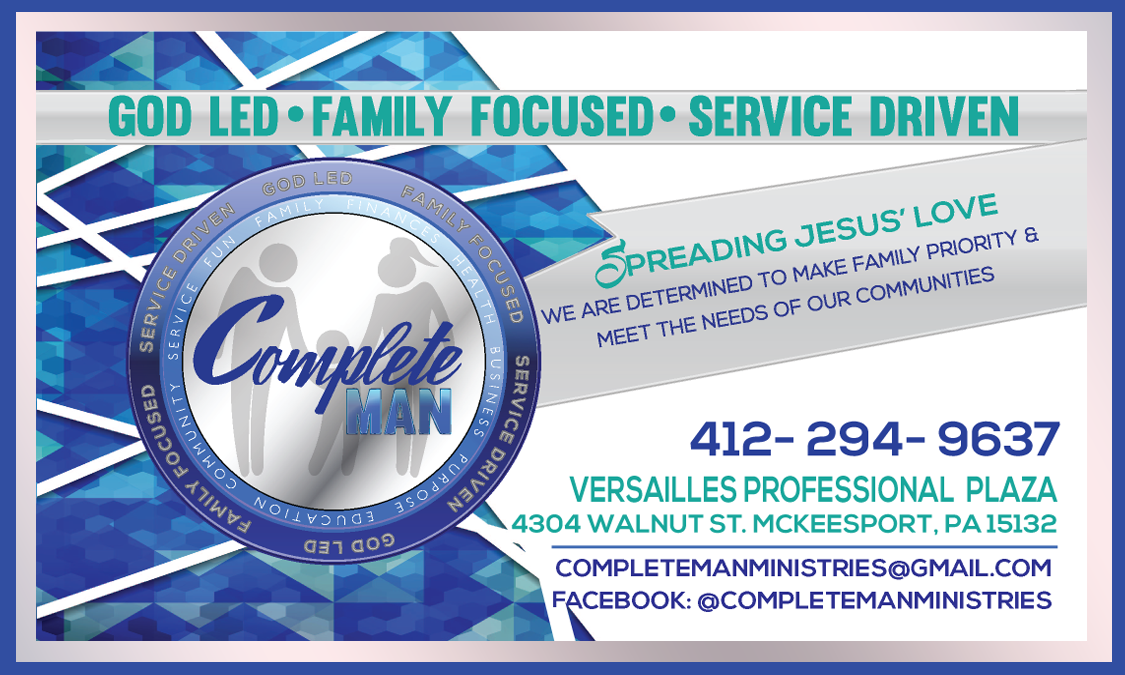 GOD LED • FAMILY FOCUSED • SERVICE DRIVEN
SPREADING JESUS' LOVE
WE ARE DETERMINED TO MAKE FAMILY PRIORITY &
MEET THE NEEDS OF OUR COMMUNITIES
GOD LED FAMILY FOCUSED SERVICE DRIVEN GOD LED FAMILY FOCUSED SERVICE DRIVEN
FAMILY FINANCES HEALTH BUSINESS PURPOSE EDUCATION COMMUNITY SERVICE FUN
Complete
MAN
412- 294- 9637
VERSAILLES PROFESSIONAL PLAZA
4304 WALNUT ST. MCKEESPORT, PA 15132
COMPLETEMANMINISTRIES@GMAIL.COM
FACEBOOK: @COMPLETEMANMINISTRIES